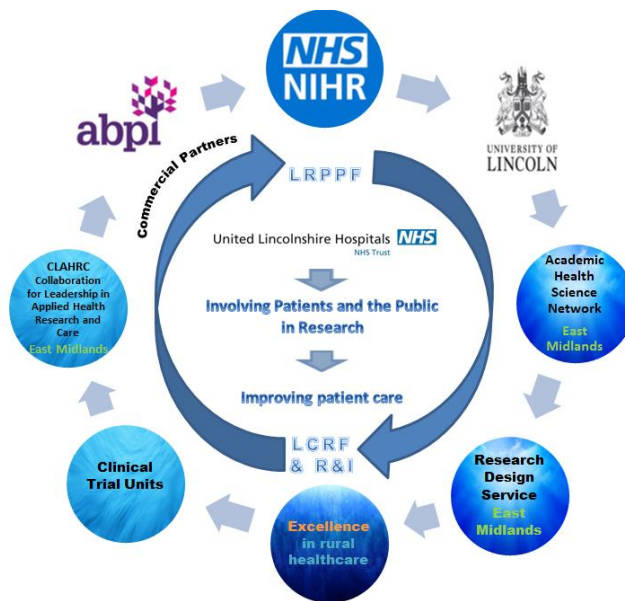 NHS
NIHR
abpi
Commercial Partners
UNIVERSITY OF
LINCOLN
LRPPF
United Lincolnshire Hospitals NHS
NHS Trust
Involving Patients and the Public
in Research
Improving patient care
LCRF
& R&I
Academic
Health
Science
Network
East
Midlands
Research
Design
Service
East
Midlands
Excellence
in rural
healthcare
Clinical
Trial Units
CLAHRC
Collaboration
for Leadership in
Applied Health
Research and
Care
East Midlands